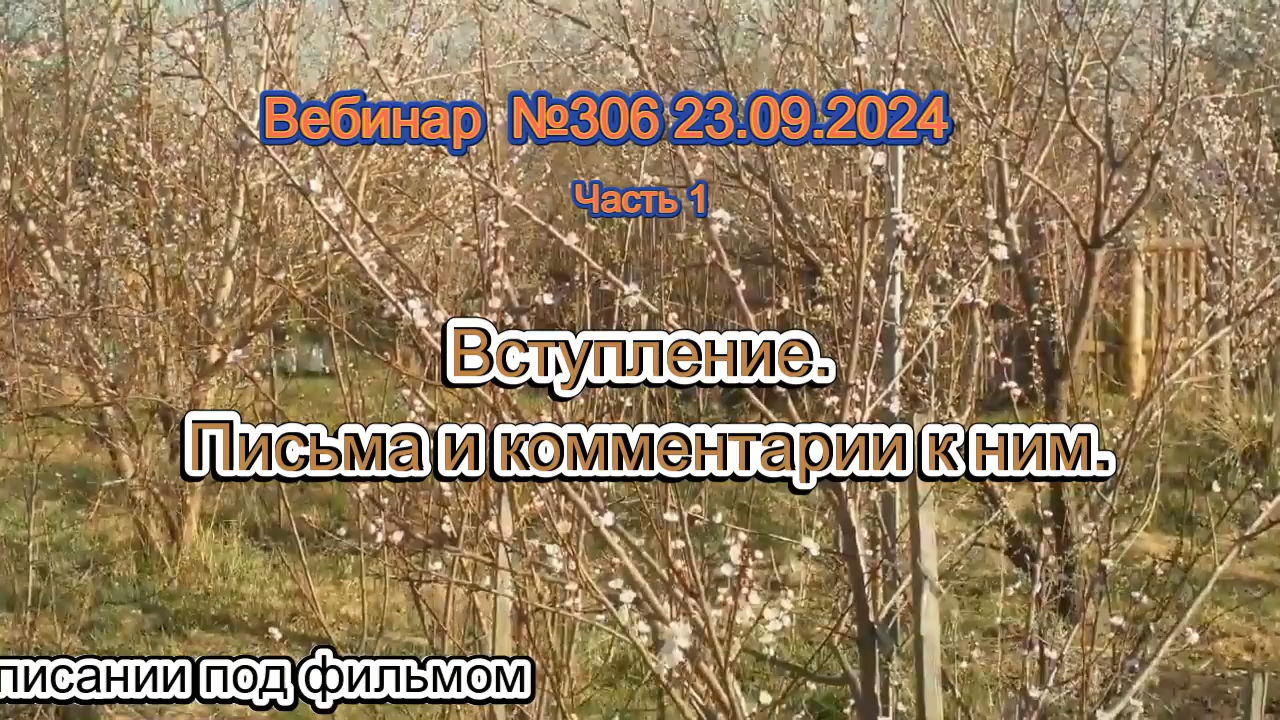 Вебинар №306 23.09.2024
Часть 1
Вступление.
Письма и комментарии к ним.
писании под фильмом